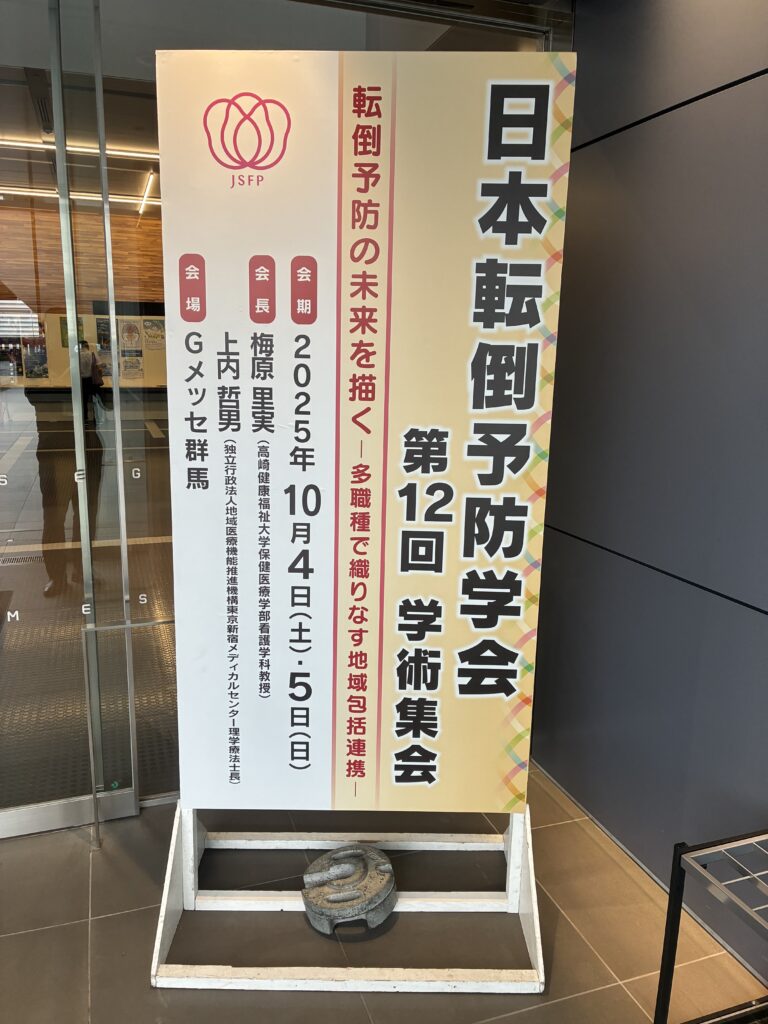 日本転倒予防学会
第12回 学術集会
転倒予防の未来を描く ―多職種で織りなす地域包括連携―
会期 2025年10月4日(土)・5日(日)
会長 梅原 里実(高崎健康福祉大学保健医療学部看護学科教授)
上内 哲男(独立行政法人地域医療機能推進機構東京新宿メディカルセンター理学療法士長)
会場 Gメッセ群馬
JSFP
S E G
M E S